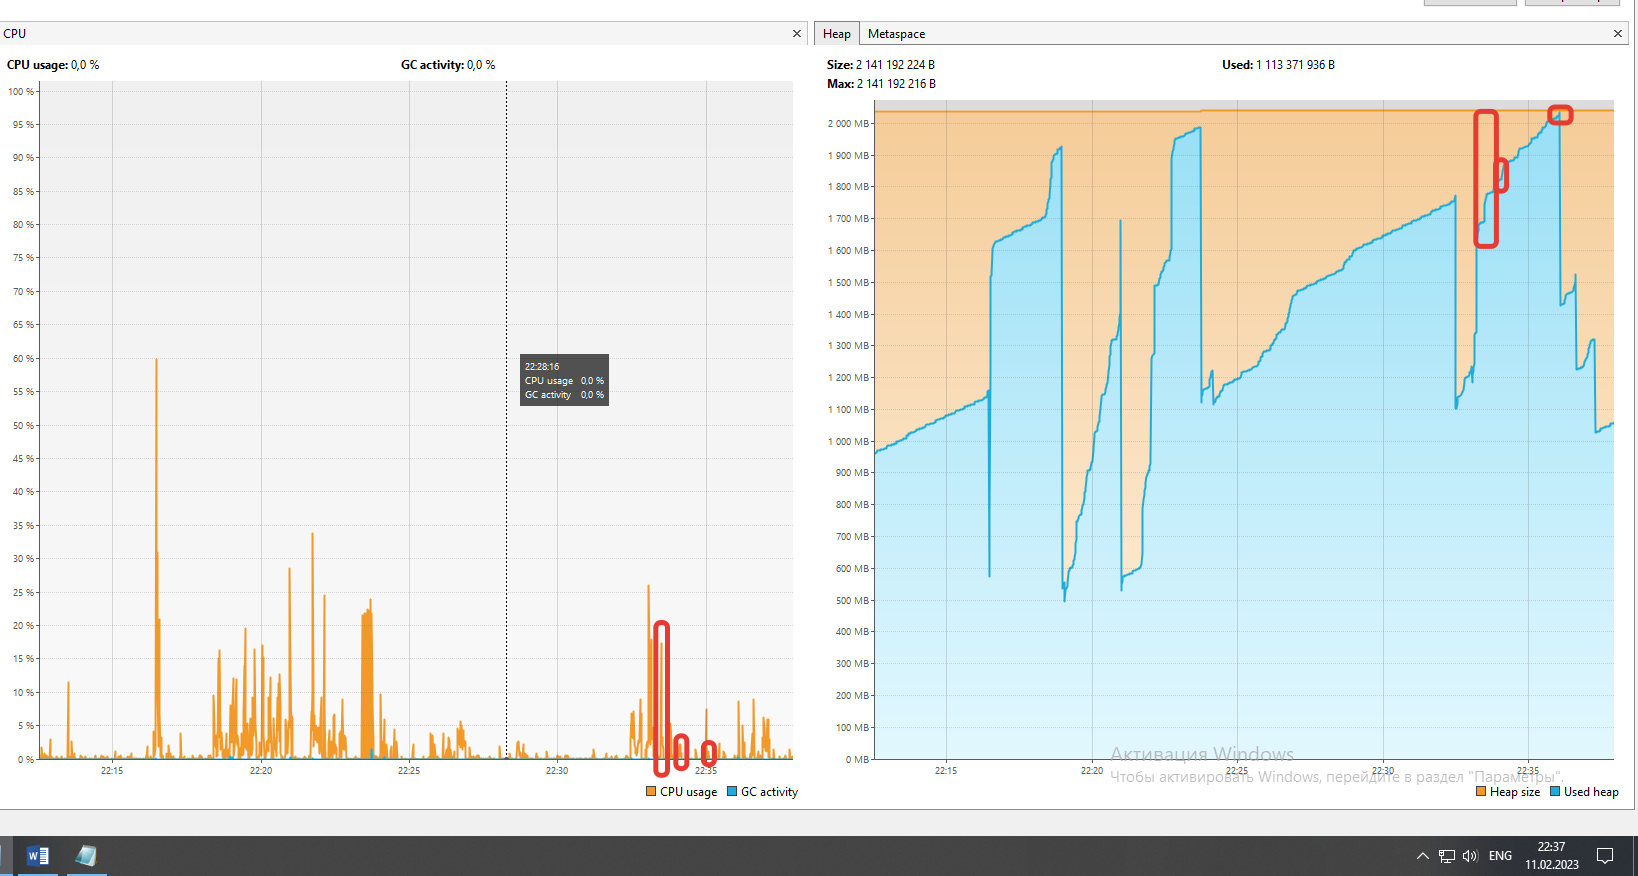 CPU
Heap
Metaspace
CPU usage: 0,0 %
GC activity: 0,0 %
Size: 2 141 192 224 B
Used: 1 113 371 936 B
Max: 2 141 192 216 B
100 %
95 %
90 %
85 %
80 %
75 %
70 %
65 %
60 %
55 %
50 %
45 %
40 %
35 %
30 %
25 %
20 %
15 %
10 %
5 %
0 %
22:15
22:20
22:25
22:30
22:35
22:28:16
CPU usage 0,0 %
GC activity 0,0 %
CPU usage
GC activity
2 000 MB
1 900 MB
1 800 MB
1 700 MB
1 600 MB
1 500 MB
1 400 MB
1 300 MB
1 200 MB
1 100 MB
1 000 MB
900 MB
800 MB
700 MB
600 MB
500 MB
400 MB
300 MB
200 MB
100 MB
0 MB
22:15
22:20
22:25
22:30
22:35
Активация Windows
Чтобы активировать Windows, перейдите в раздел "Параметры".
Heap size
Used heap
W
ENG
22:37
11.02.2023